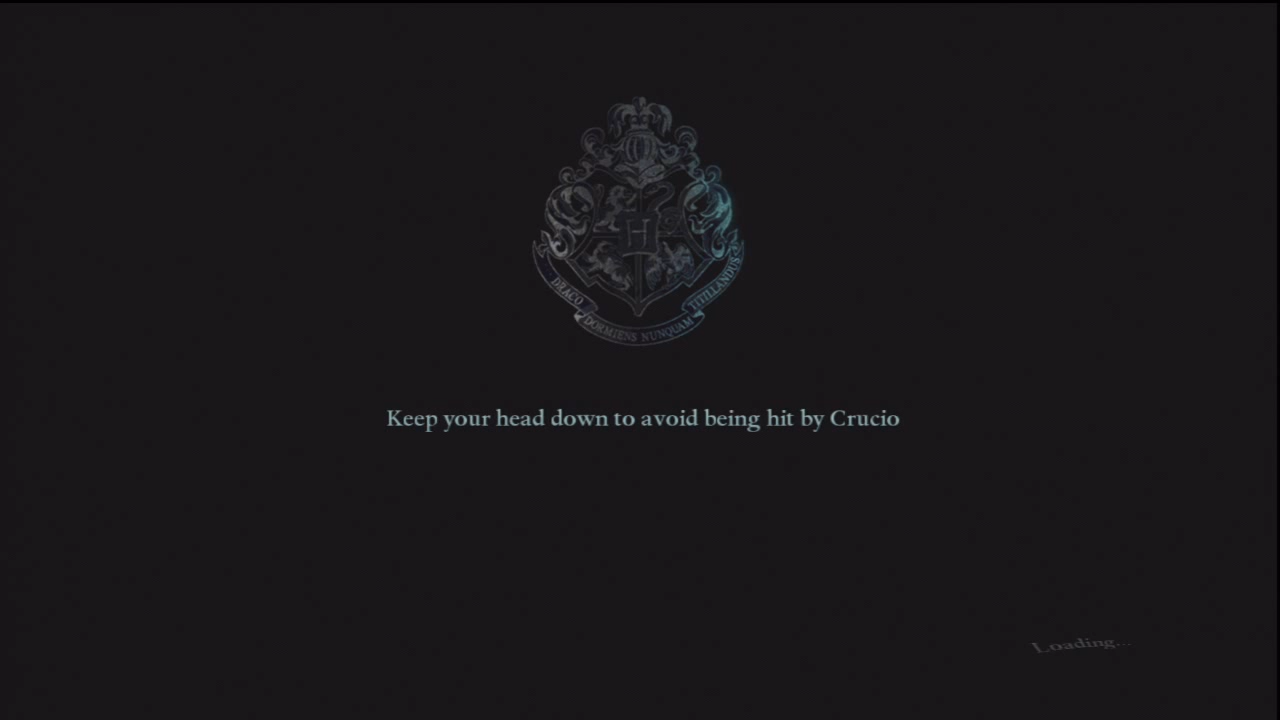 H
DRACO
DORMIENS NUNQUAM
TITILLANDUS
Keep your head down to avoid being hit by Crucio
Loading...